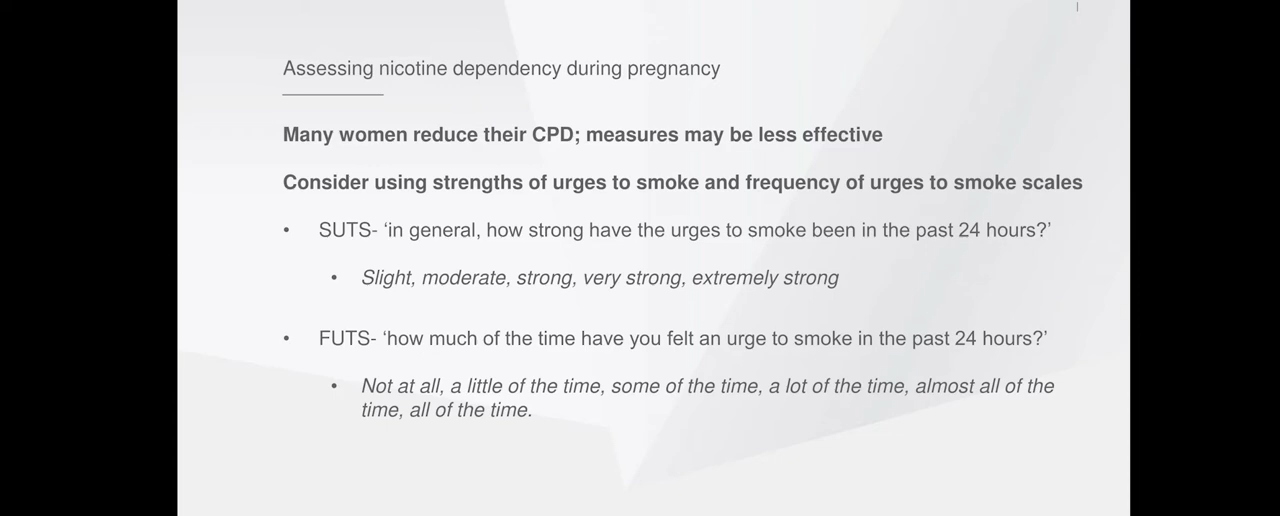 Assessing nicotine dependency during pregnancy
Many women reduce their CPD; measures may be less effective
Consider using strengths of urges to smoke and frequency of urges to smoke scales
• SUTS- ‘in general, how strong have the urges to smoke been in the past 24 hours?’
• Slight, moderate, strong, very strong, extremely strong
• FUTS- ‘how much of the time have you felt an urge to smoke in the past 24 hours?’
• Not at all, a little of the time, some of the time, a lot of the time, almost all of the
time, all of the time.